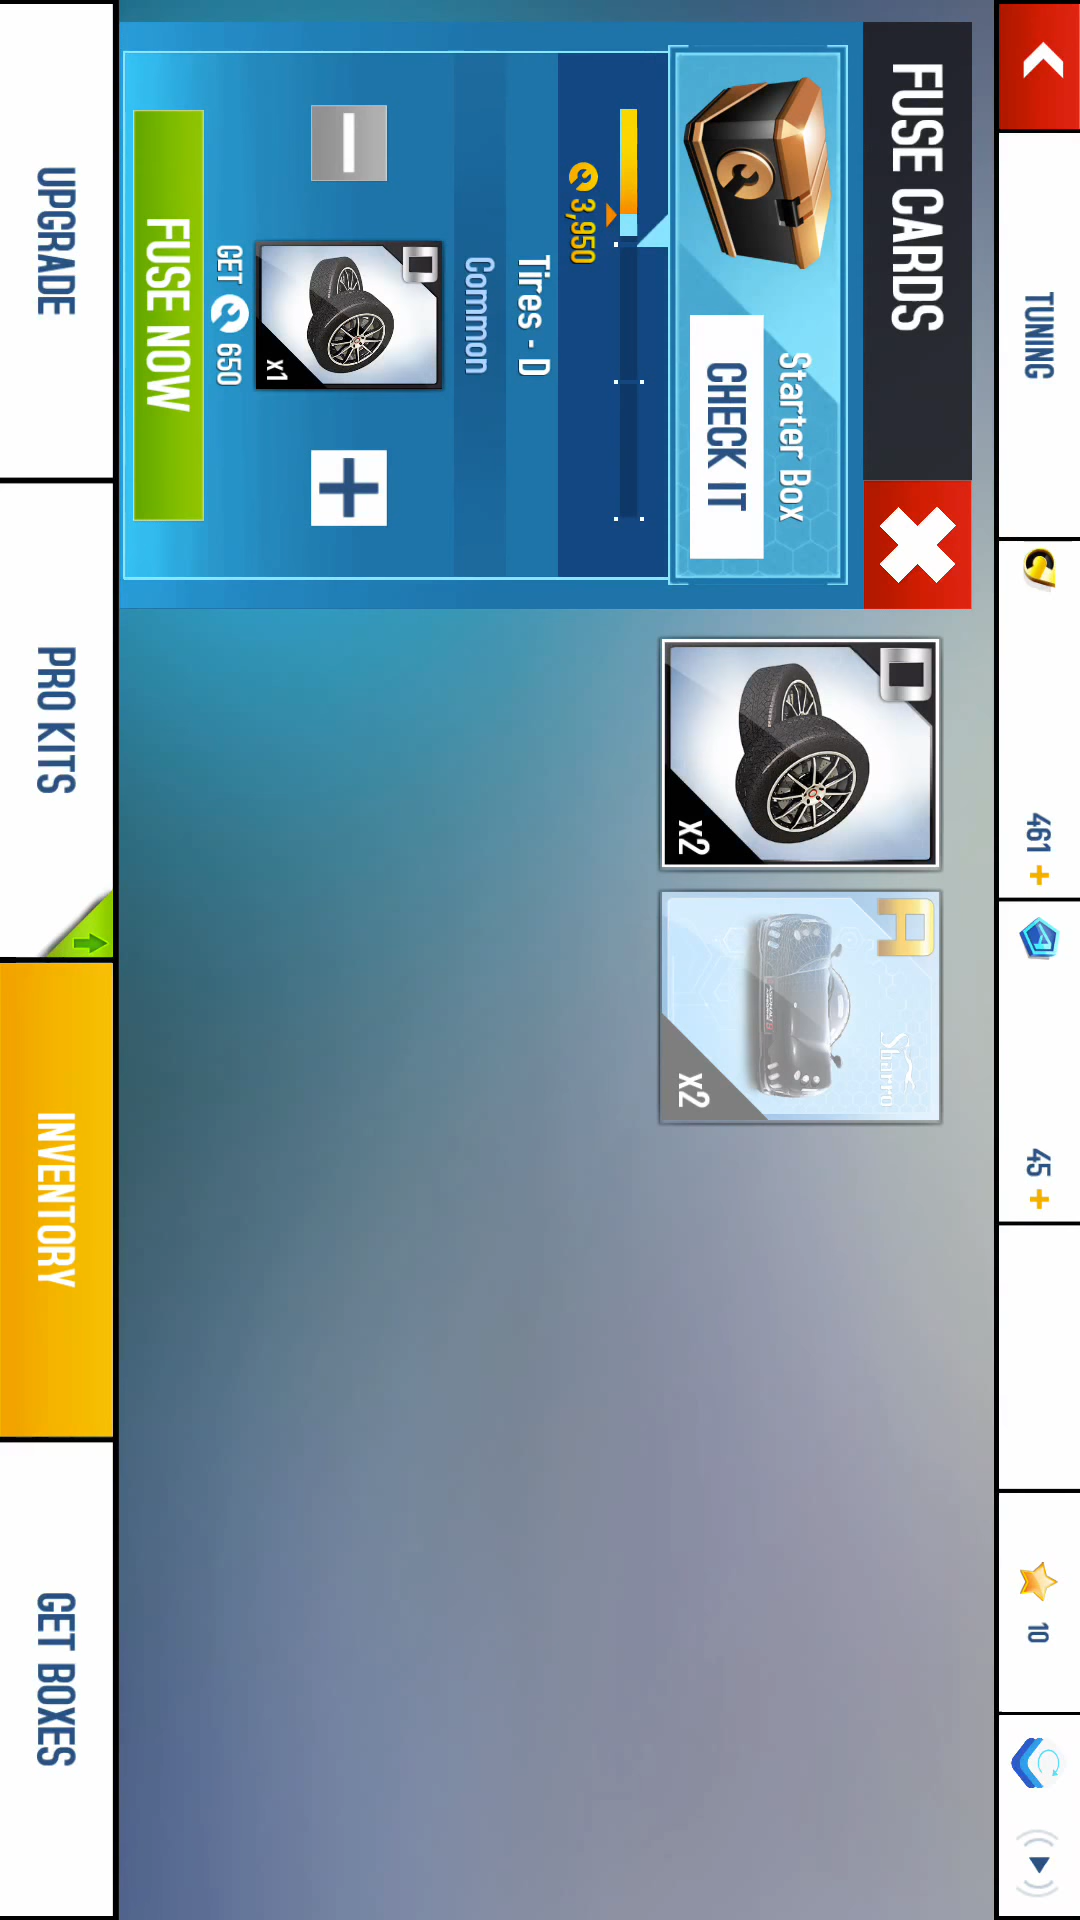 TUNING
461 +
45 +
10
FUSE CARDS
Starter Box
CHECK IT
3,950
Tires - D
Common
x1
GET 650
FUSE NOW
x2
Sbarro
x2
UPGRADE
PRO KITS
INVENTORY
GET BOXES